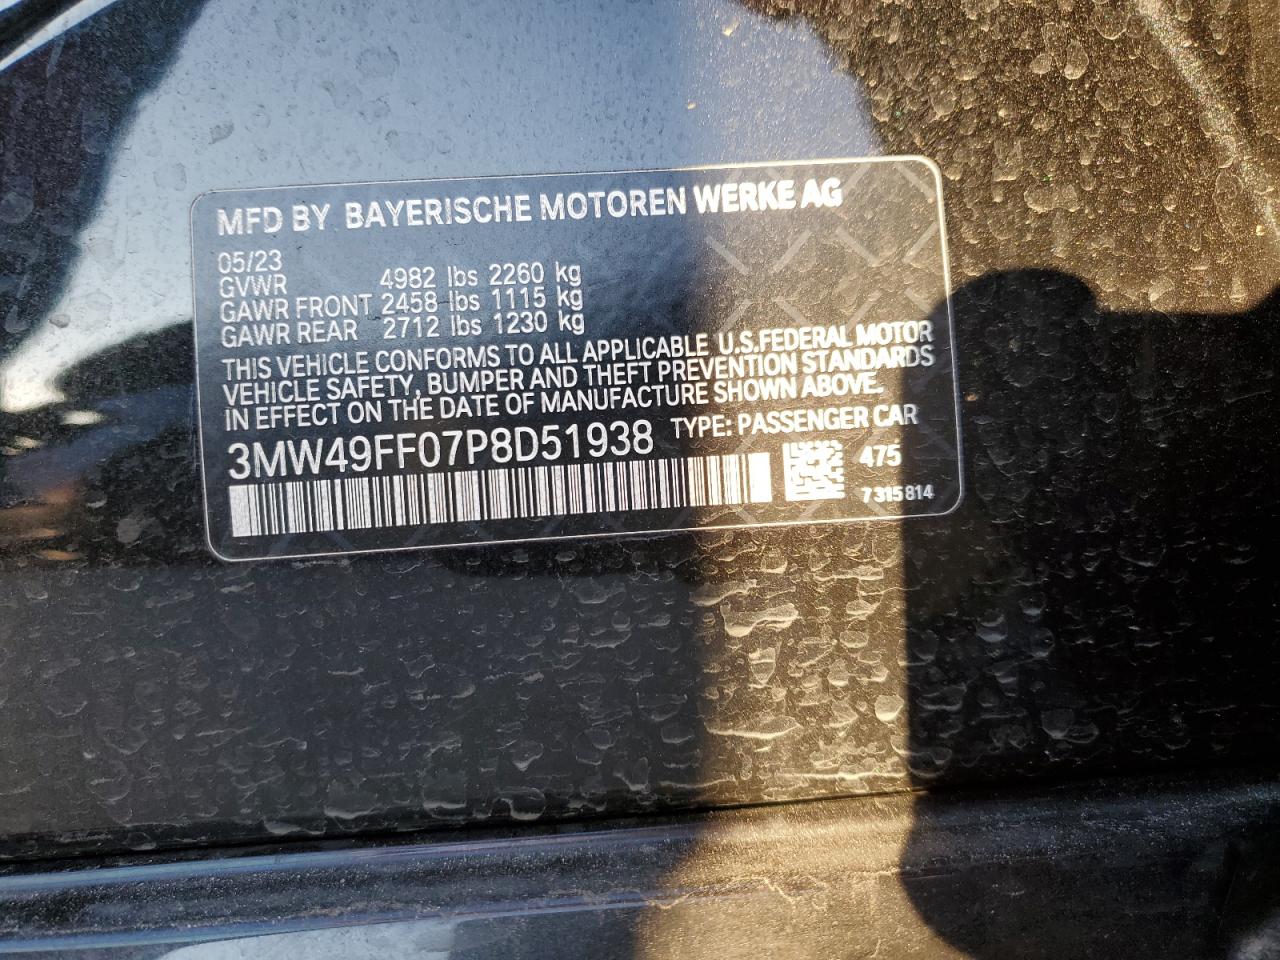 MFD BY BAYERISCHE MOTOREN WERKE AG
05/23
GVWR 4982 lbs 2260 kg
GAWR FRONT 2458 lbs 1115 kg
GAWR REAR 2712 lbs 1230 kg
THIS VEHICLE CONFORMS TO ALL APPLICABLE U.S.FEDERAL MOTOR
VEHICLE SAFETY, BUMPER AND THEFT PREVENTION STANDARDS
IN EFFECT ON THE DATE OF MANUFACTURE SHOWN ABOVE.
3MW49FF07P8D51938 TYPE: PASSENGER CAR
475
7315814